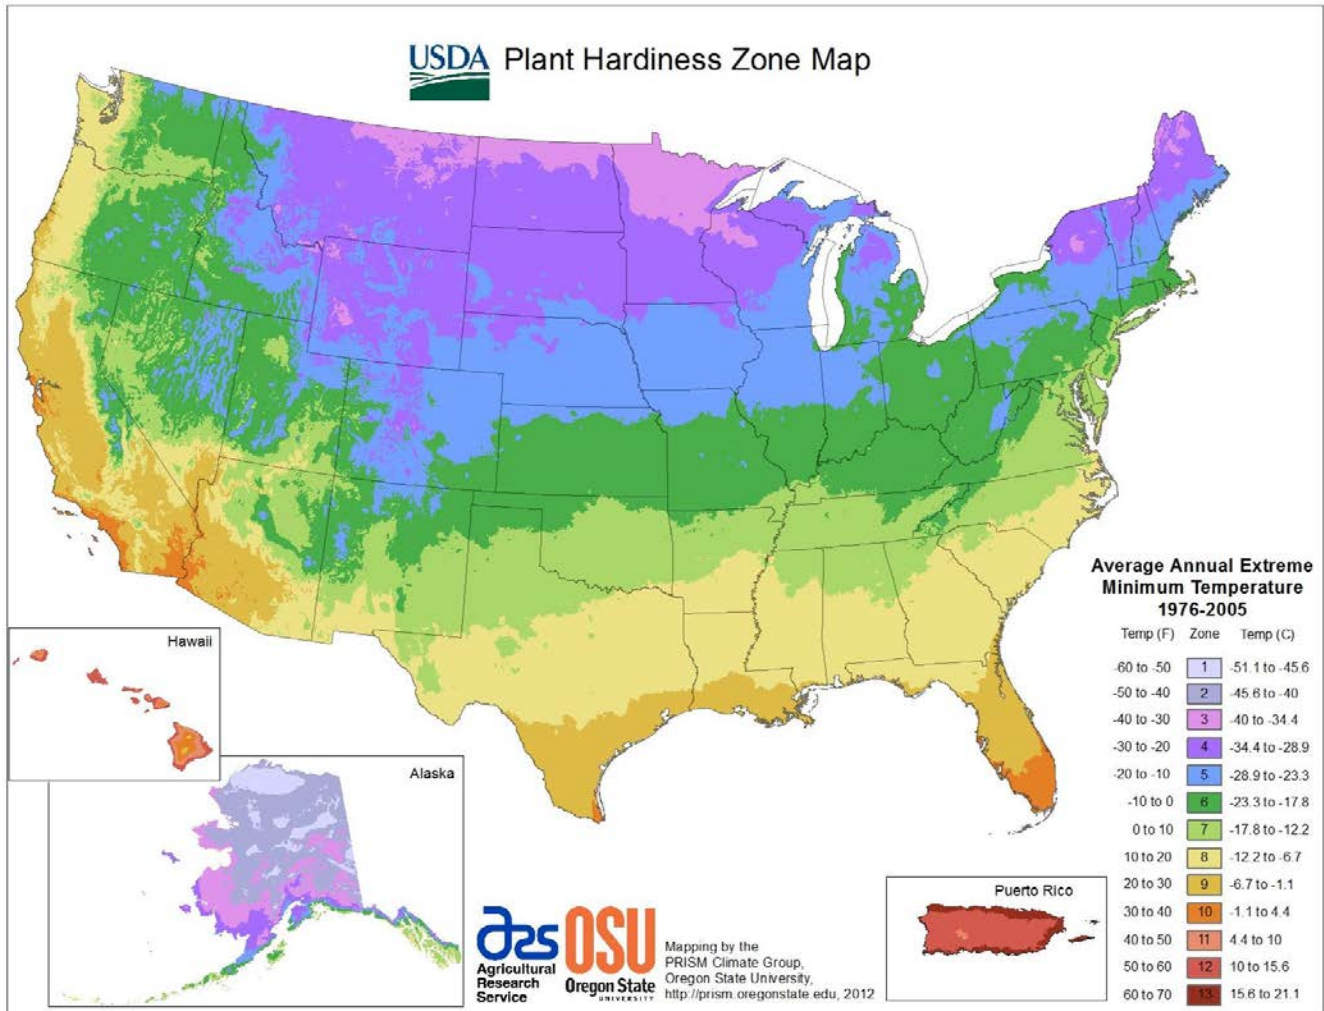 USDA Plant Hardiness Zone Map
Average Annual Extreme
Minimum Temperature
1976-2005
Temp (F) Zone Temp (C)
-60 to -50 1 -51.1 to -45.6
-50 to -40 2 -45.6 to -40
-40 to -30 3 -40 to -34.4
-30 to -20 4 -34.4 to -28.9
-20 to -10 5 -28.9 to -23.3
-10 to 0 6 -23.3 to -17.8
0 to 10 7 -17.8 to -12.2
10 to 20 8 -12.2 to -6.7
20 to 30 9 -6.7 to -1.1
30 to 40 10 -1.1 to 4.4
40 to 50 11 4.4 to 10
50 to 60 12 10 to 15.6
60 to 70 13 15.6 to 21.1
Hawaii
Alaska
ars
Agricultural
Research
Service
OSU
Oregon State
UNIVERSITY
Mapping by the
PRISM Climate Group,
Oregon State University,
http://prism.oregonstate.edu, 2012
Puerto Rico